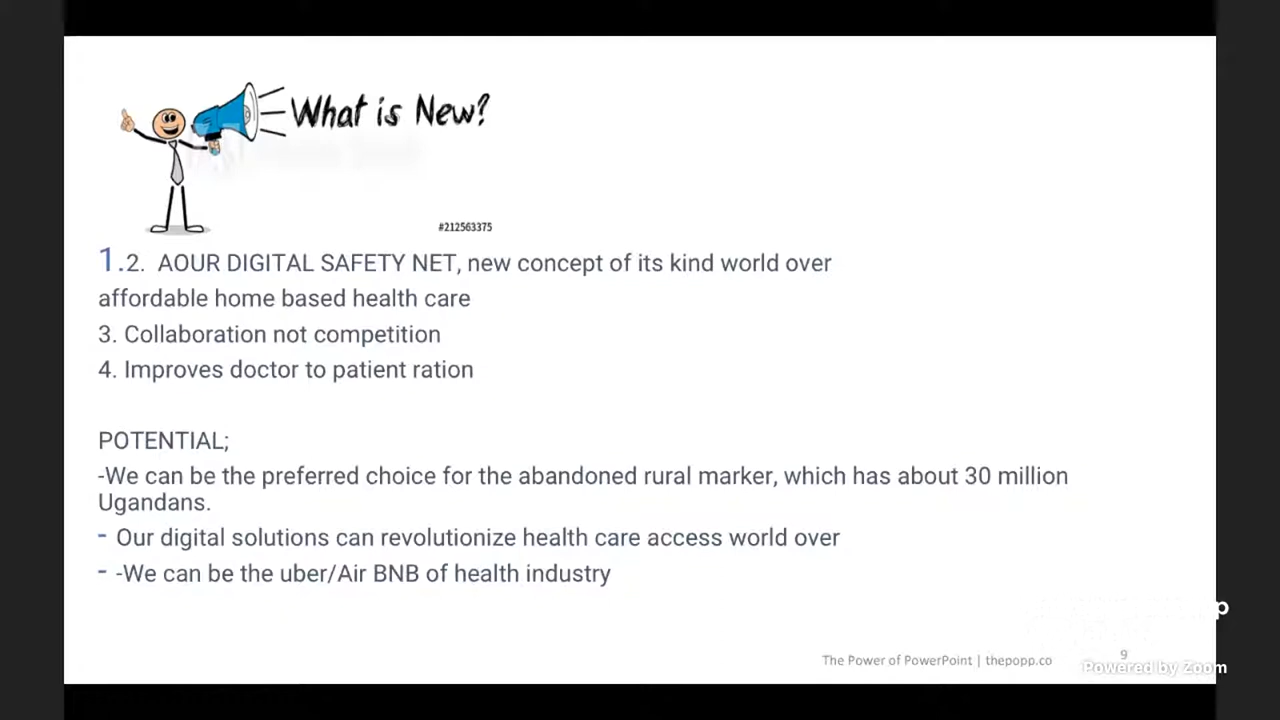 What is New?
#212563375
1.2. AOUR DIGITAL SAFETY NET, new concept of its kind world over
affordable home based health care
3. Collaboration not competition
4. Improves doctor to patient ration
POTENTIAL;
-We can be the preferred choice for the abandoned rural marker, which has about 30 million
Ugandans.
- Our digital solutions can revolutionize health care access world over
- -We can be the uber/Air BNB of health industry
The Power of PowerPoint | thepopp.co
9
Powered by Zoom